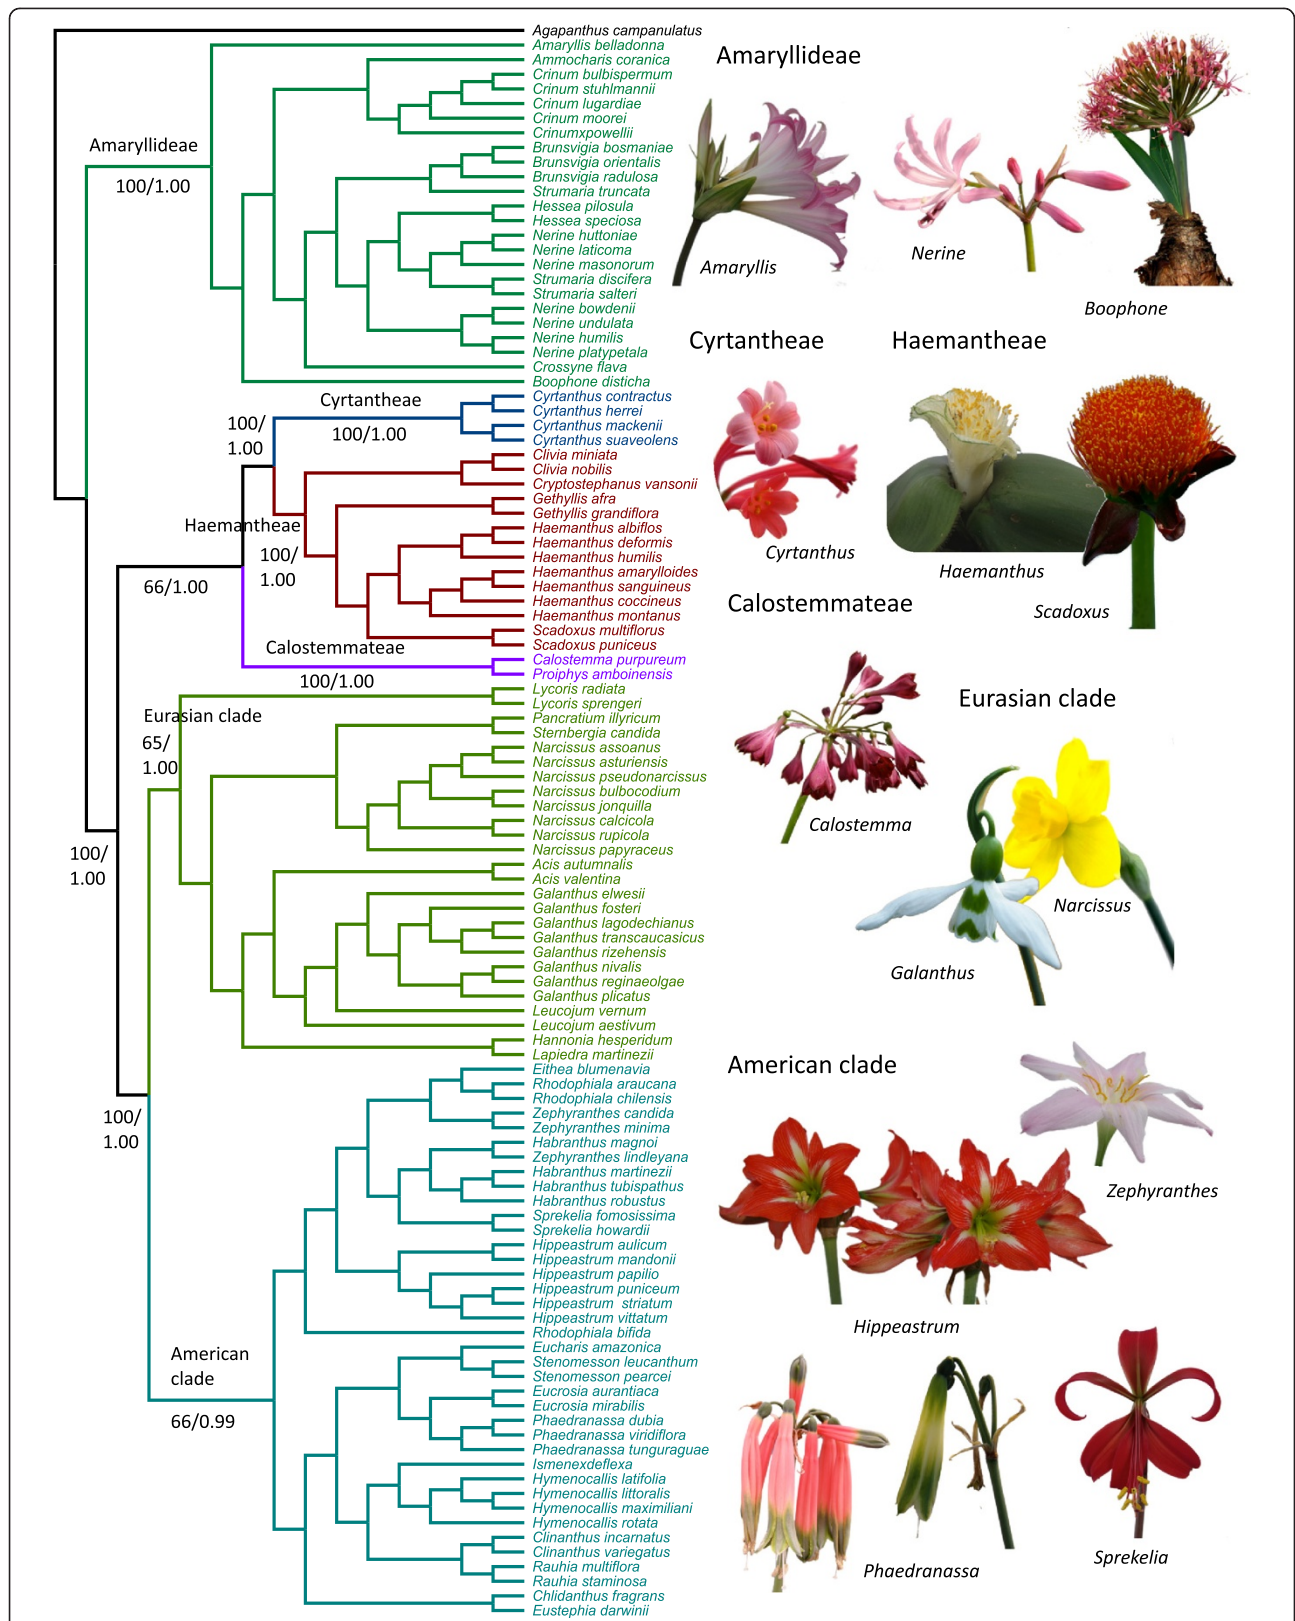 Agapanthus campanulatus
Amaryllis belladonna
Ammocharis coranica
Crinum bulbispermum
Crinum stuhlmannii
Crinum lugardiae
Crinum moorei
Crinumxpowellii
Brunsvigia bosmaniae
Brunsvigia orientalis
Brunsvigia radulosa
Strumaria truncata
Hessea pilosula
Hessea speciosa
Nerine huttoniae
Nerine laticoma
Nerine masonorum
Strumaria discifera
Strumaria salteri
Nerine bowdenii
Nerine undulata
Nerine humilis
Nerine platypetala
Crossyne flava
Boophone disticha
Cyrtanthus contractus
Cyrtanthus herrei
Cyrtanthus mackenii
Cyrtanthus suaveolens
Clivia miniata
Clivia nobilis
Cryptostephanus vansonii
Gethyllis afra
Gethyllis grandiflora
Haemanthus albiflos
Haemanthus deformis
Haemanthus humilis
Haemanthus amarylloides
Haemanthus sanguineus
Haemanthus coccineus
Haemanthus montanus
Scadoxus multiflorus
Scadoxus puniceus
Calostemma purpureum
Proiphys amboinensis
Lycoris radiata
Lycoris sprengeri
Pancratium illyricum
Sternbergia candida
Narcissus assoanus
Narcissus asturiensis
Narcissus pseudonarcissus
Narcissus bulbocodium
Narcissus jonquilla
Narcissus calcicola
Narcissus rupicola
Narcissus papyraceus
Acis autumnalis
Acis valentina
Galanthus elwesii
Galanthus fosteri
Galanthus lagodechianus
Galanthus transcaucasicus
Galanthus rizehensis
Galanthus nivalis
Galanthus reginaeolgae
Galanthus plicatus
Leucojum vernum
Leucojum aestivum
Hannonia hesperidum
Lapiedra martinezii
Eithea blumenavia
Rhodophiala araucana
Rhodophiala chilensis
Zephyranthes candida
Zephyranthes minima
Habranthus magnoi
Zephyranthes lindleyana
Habranthus martinezii
Habranthus tubispathus
Habranthus robustus
Sprekelia fomosissima
Sprekelia howardii
Hippeastrum aulicum
Hippeastrum mandonii
Hippeastrum papilio
Hippeastrum puniceum
Hippeastrum striatum
Hippeastrum vittatum
Rhodophiala bifida
Eucharis amazonica
Stenomesson leucanthum
Stenomesson pearcei
Eucrosia aurantiaca
Eucrosia mirabilis
Phaedranassa dubia
Phaedranassa viridiflora
Phaedranassa tunguraguae
Ismenexdeflexa
Hymenocallis latifolia
Hymenocallis littoralis
Hymenocallis maximiliani
Hymenocallis rotata
Clinanthus incarnatus
Clinanthus variegatus
Rauhia multiflora
Rauhia staminosa
Chlidanthus fragrans
Eustephia darwinii
Amaryllideae
100/1.00
Cyrtantheae
100/1.00
100/
1.00
Haemantheae
100/
1.00
66/1.00
Calostemmateae
100/1.00
Eurasian clade
65/
1.00
100/
1.00
100/
1.00
American
clade
66/0.99
Amaryllideae
Amaryllis
Nerine
Boophone
Cyrtantheae
Haemantheae
Cyrtanthus
Haemanthus
Scadoxus
Calostemmateae
Calostemma
Eurasian clade
Narcissus
Galanthus
American clade
Zephyranthes
Hippeastrum
Phaedranassa
Sprekelia